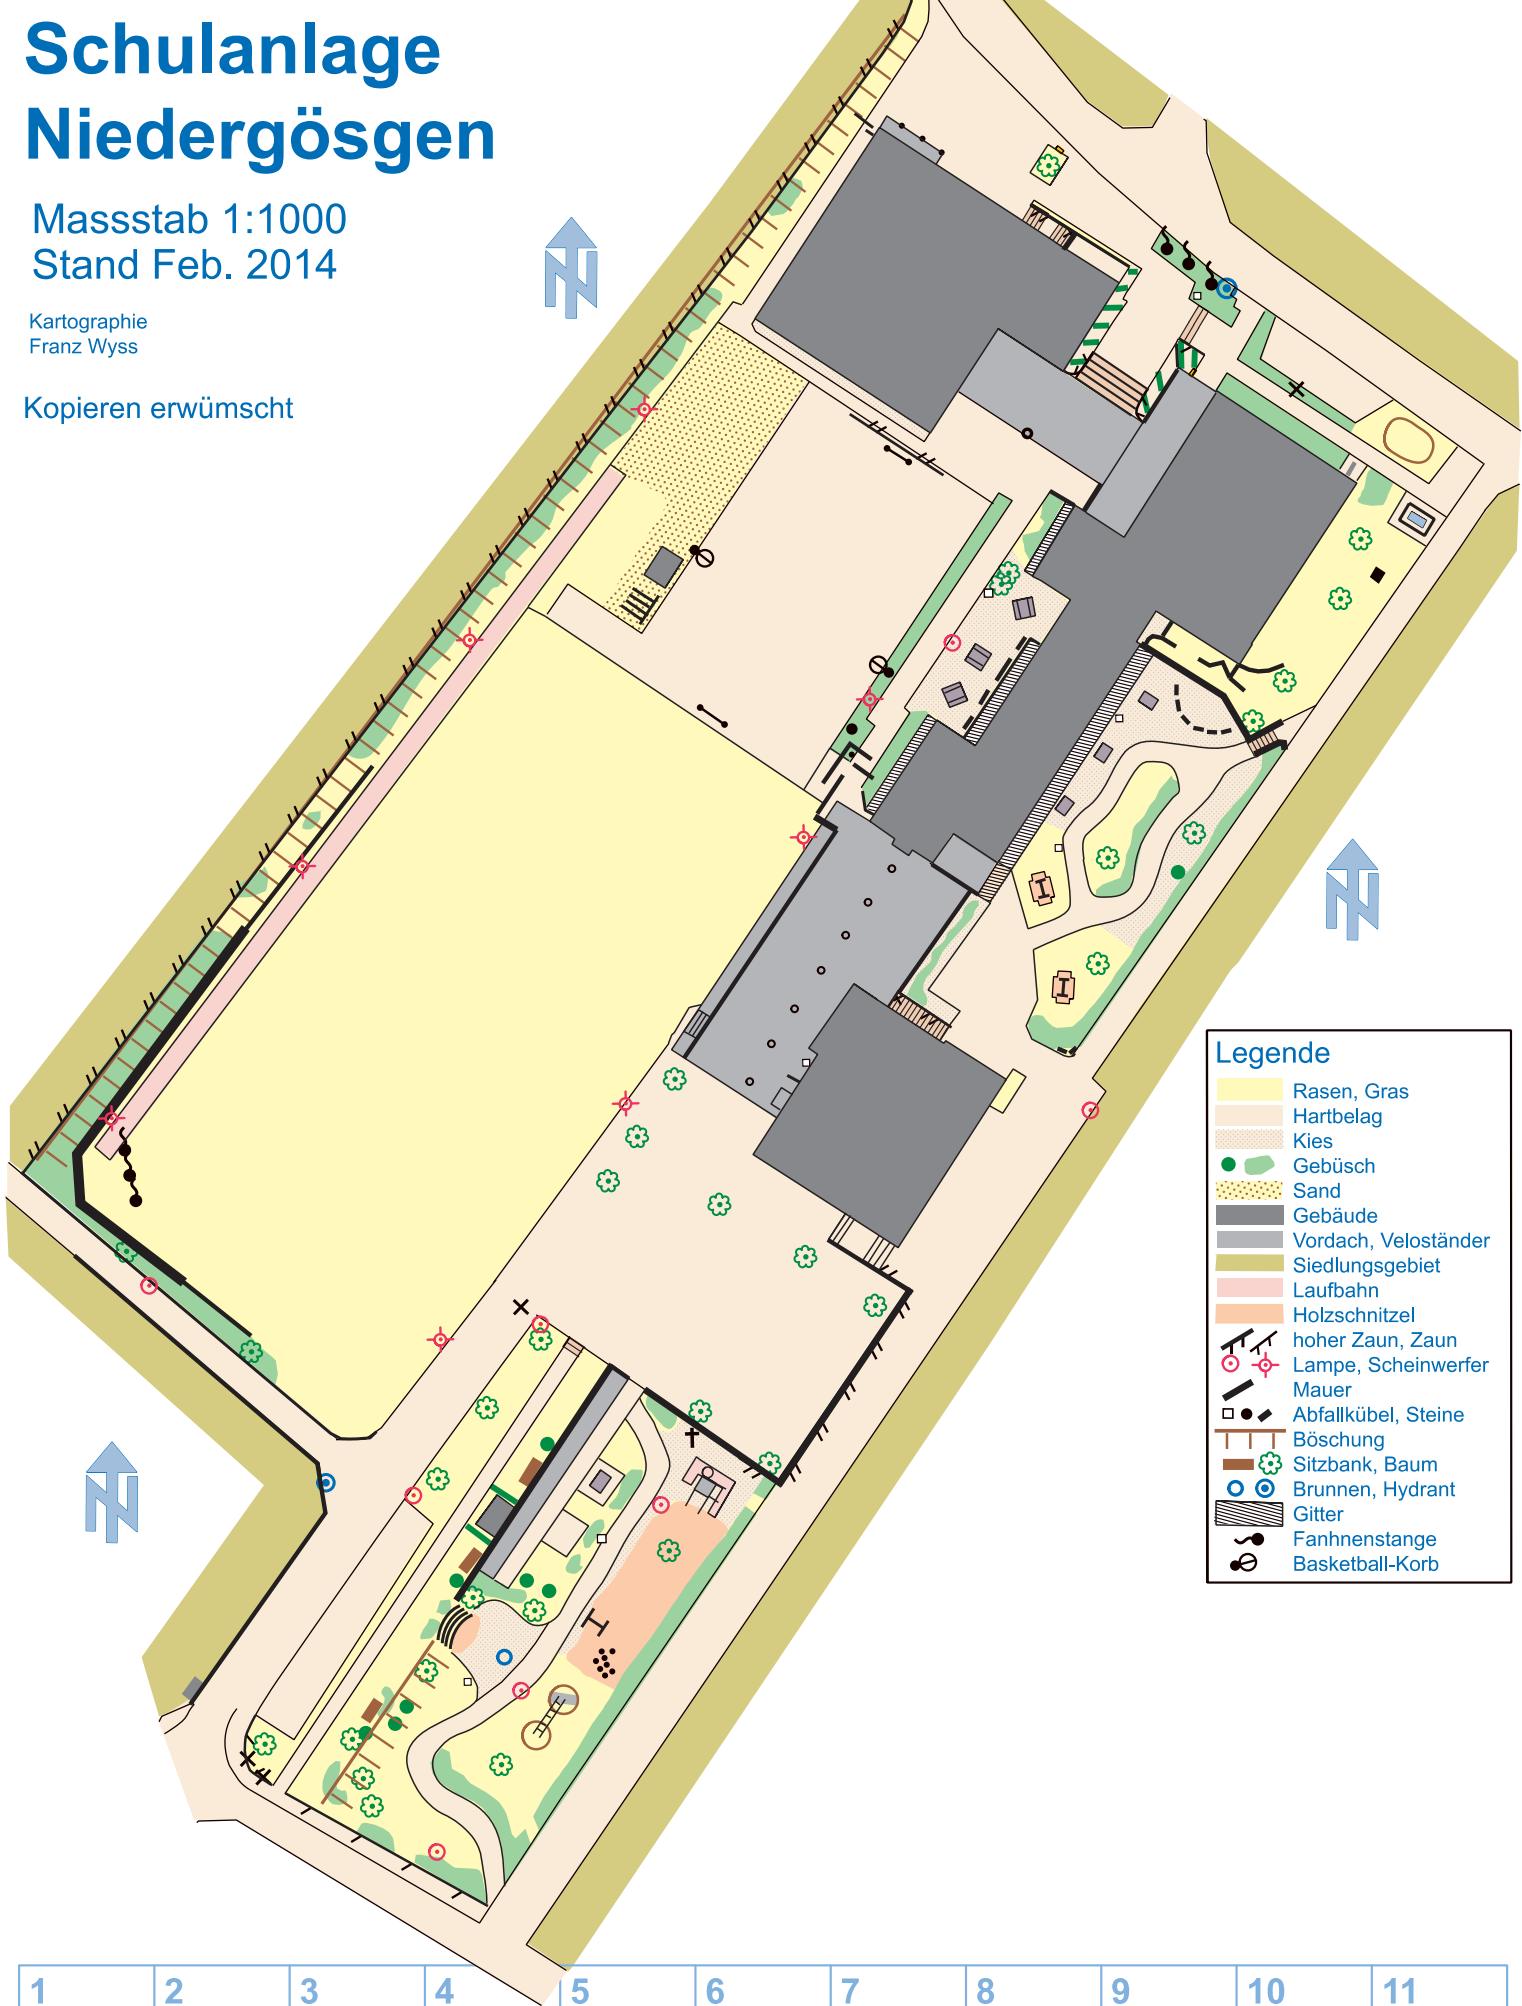 Schulanlage
Niedergösgen
Massstab 1:1000
Stand Feb. 2014
Kartographie
Franz Wyss
Kopieren erwümscht
N
N
N
Legende
Rasen, Gras
Hartbelag
Kies
Gebüsch
Sand
Gebäude
Vordach, Veloständer
Siedlungsgebiet
Laufbahn
Holzschnitzel
hoher Zaun, Zaun
Lampe, Scheinwerfer
Mauer
Abfallkübel, Steine
Böschung
Sitzbank, Baum
Brunnen, Hydrant
Gitter
Fanhnenstange
Basketball-Korb
1 2 3 4 5 6 7 8 9 10 11